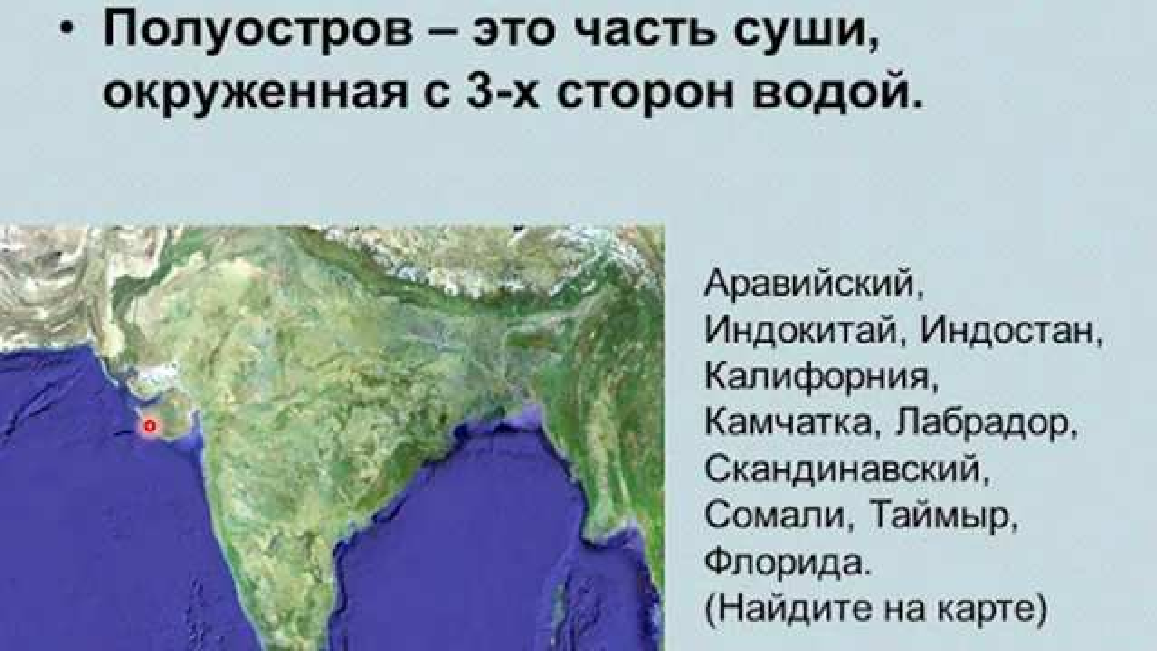 • Полуостров – это часть суши,
окруженная с 3-х сторон водой.
Аравийский,
Индокитай, Индостан,
Калифорния,
Камчатка, Лабрадор,
Скандинавский,
Сомали, Таймыр,
Флорида.
(Найдите на карте)